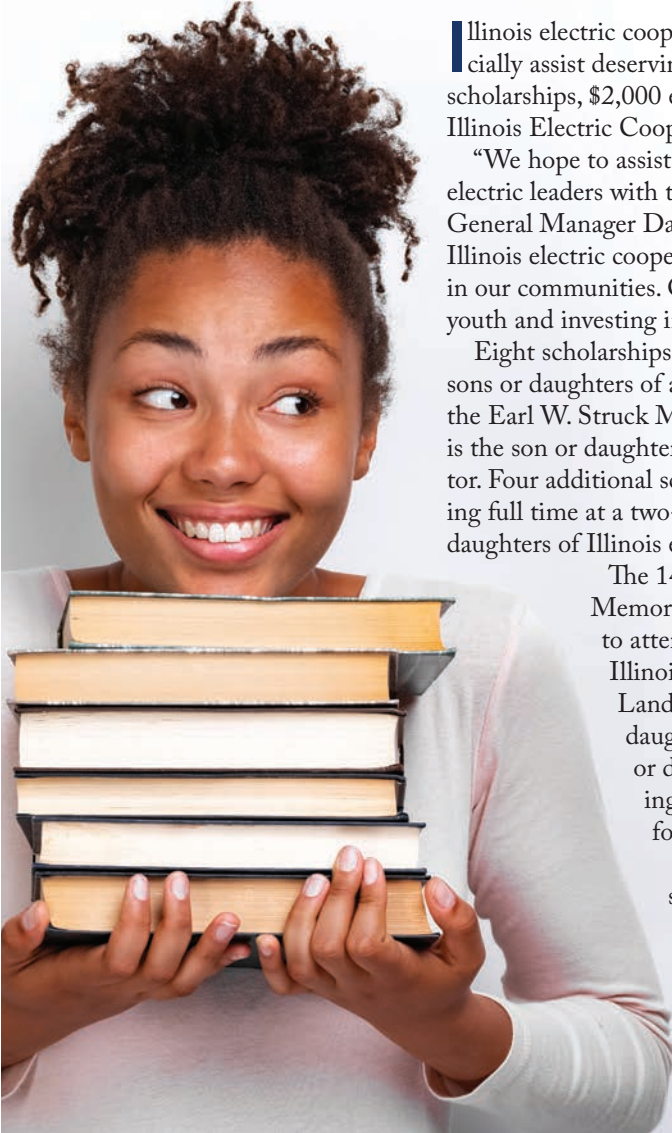 Illinois electric coop
cially assist deservin
scholarships, $2,000 e
Illinois Electric Coop
“We hope to assist
electric leaders with t
General Manager Da
Illinois electric coope
in our communities.
youth and investing i
Eight scholarships
sons or daughters of a
the Earl W. Struck M
is the son or daughter
tor. Four additional s
ing full time at a two
daughters of Illinois
The 14
Memor
to atten
Illinois
Land
daug
or d
ing
fo
s